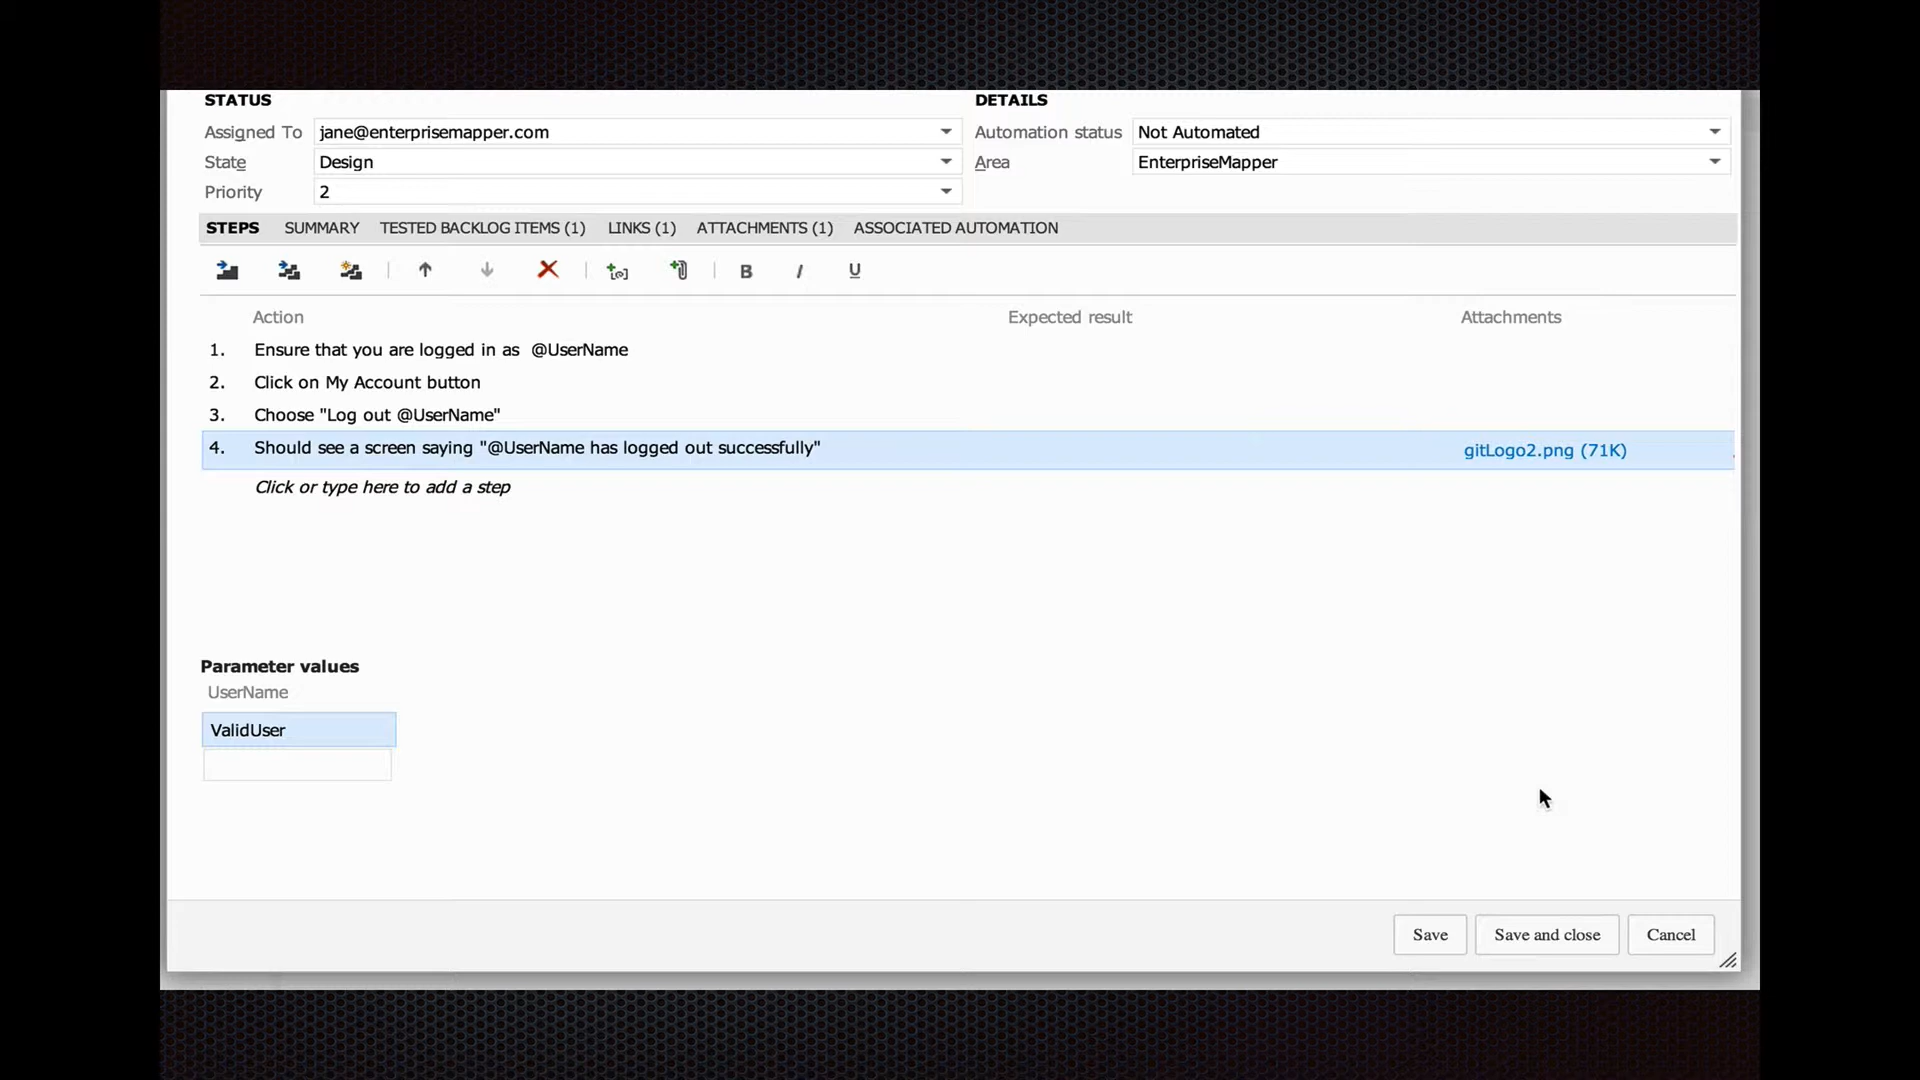 STATUS
DETAILS
Assigned To jane@enterprisemapper.com Automation status Not Automated
State Design Area EnterpriseMapper
Priority 2
STEPS SUMMARY TESTED BACKLOG ITEMS (1) LINKS (1) ATTACHMENTS (1) ASSOCIATED AUTOMATION
B I U
Action Expected result Attachments
1. Ensure that you are logged in as @UserName
2. Click on My Account button
3. Choose "Log out @UserName"
4. Should see a screen saying "@UserName has logged out successfully" gitLogo2.png (71K)
Click or type here to add a step
Parameter values
UserName
ValidUser
Save Save and close Cancel